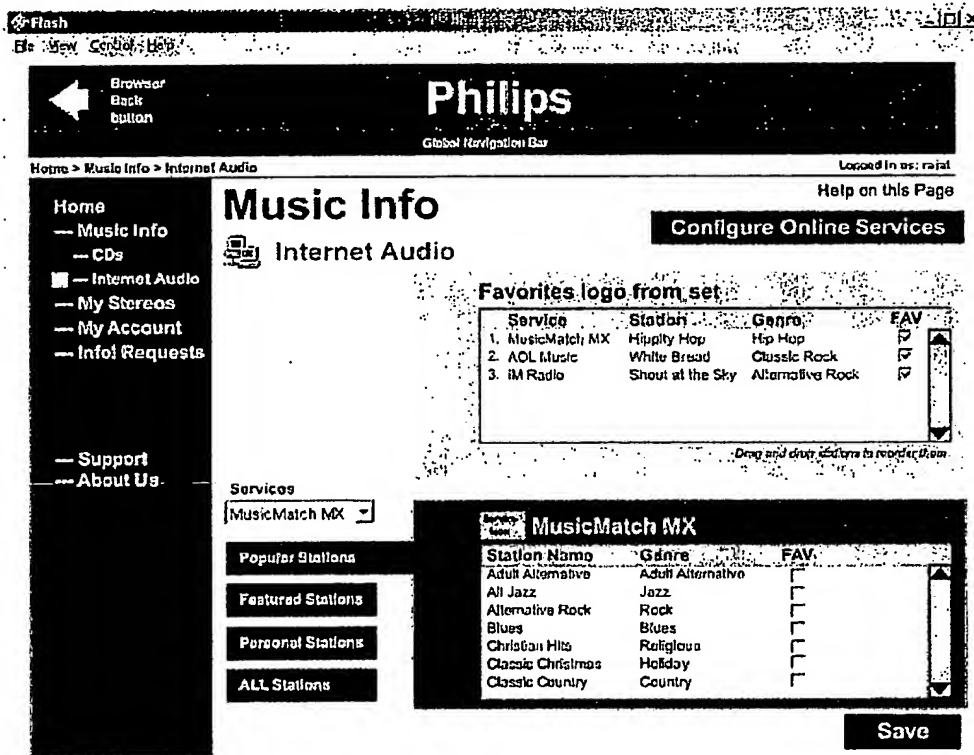 Flash
File View Control Help
Browser
Back
button
Philips
Global Navigation Bar
Home > Music Info > Internet Audio
Logged in as: rajat
Help on this Page
Home
— Music Info
— CDs
— Internet Audio
— My Stereos
— My Account
— Info! Requests
— Support
— About Us
Music Info
Configure Online Services
Internet Audio
Favorites logo from set
Service Station Genre FAV
1. MusicMatch MX Hippity Hop Hip Hop
2. AOL Music White Bread Classic Rock
3. iM Radio Shout at the Sky Alternative Rock
Drag and drop stations to reorder them
Services
MusicMatch MX
Popular Stations
Featured Stations
Personal Stations
ALL Stations
MusicMatch MX
Station Name Genre FAV
Adult Alternative Adult Alternative
All Jazz Jazz
Alternative Rock Rock
Blues Blues
Christian Hits Religious
Classic Christmas Holiday
Classic Country Country
Save